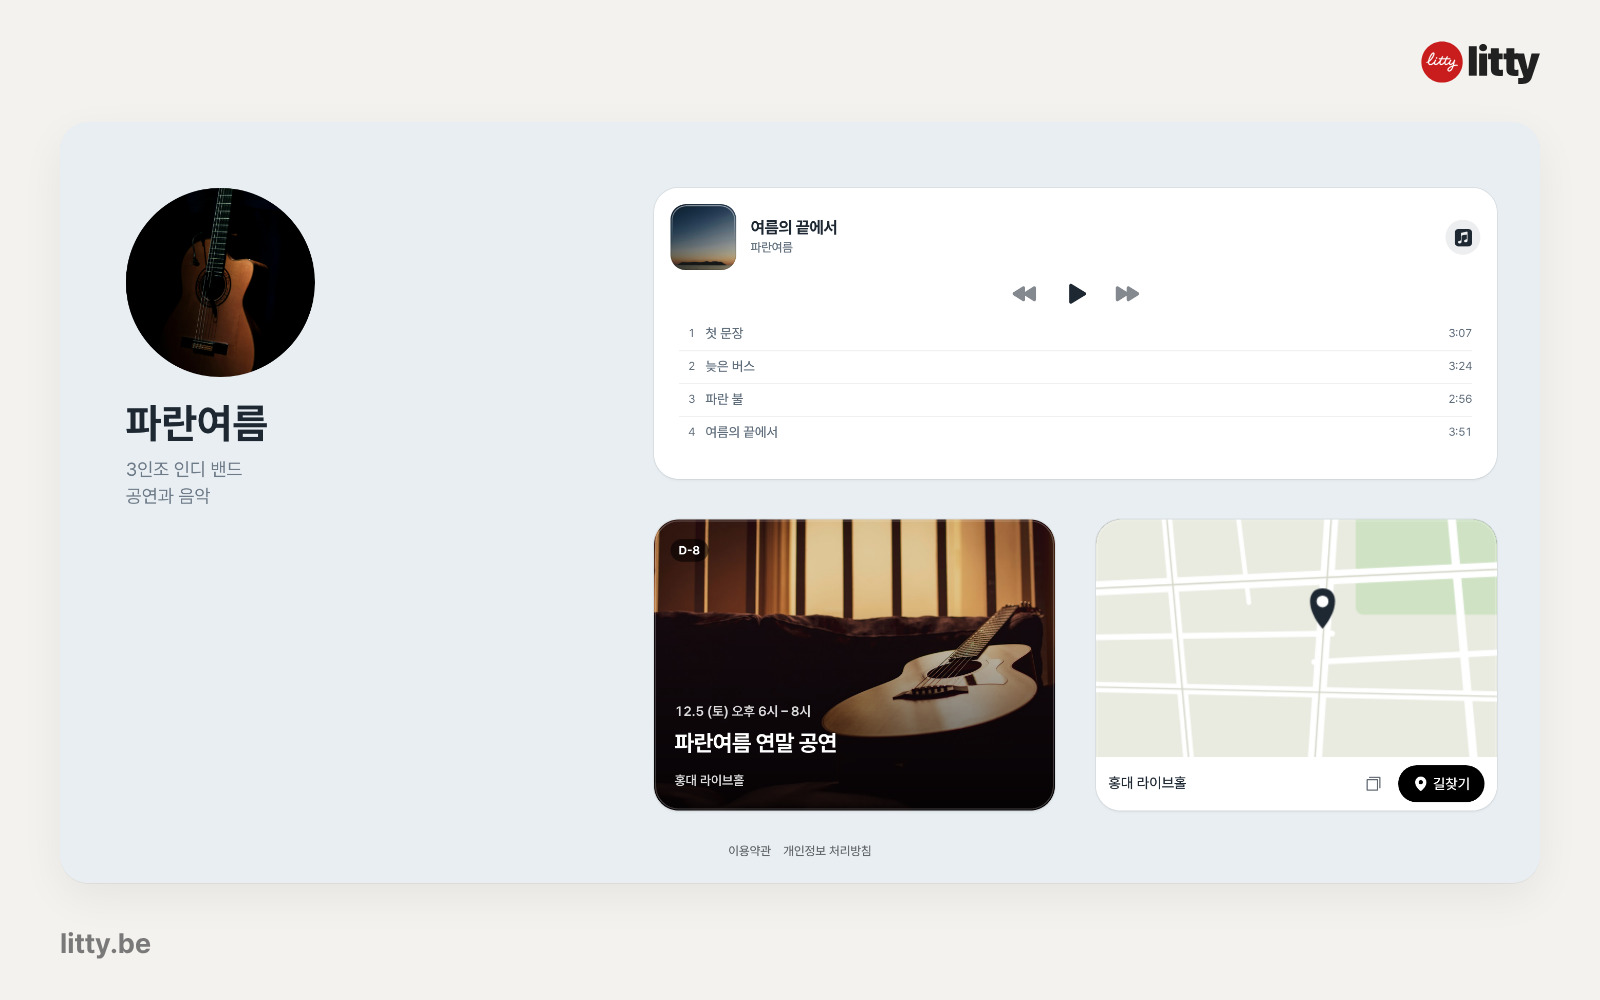 litty litty
파란여름
3인조 인디 밴드
공연과 음악
여름의 끝에서
파란여름
1 첫 문장 3:07
2 늦은 버스 3:24
3 파란 불 2:56
4 여름의 끝에서 3:51
D-8
12.5 (토) 오후 6시 – 8시
파란여름 연말 공연
홍대 라이브홀
홍대 라이브홀 길찾기
이용약관 개인정보 처리방침
litty.be